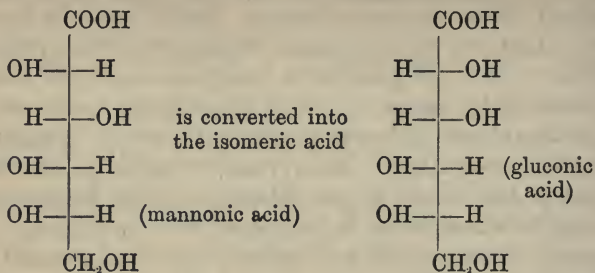 COOH
OH—|—H
H—|—OH
OH—|—H
OH—|—H (mannonic acid)
CH₂OH
is converted into
the isomeric acid
COOH
H—|—OH
H—|—OH
OH—|—H (gluconic
acid)
OH—|—H
CH₂OH